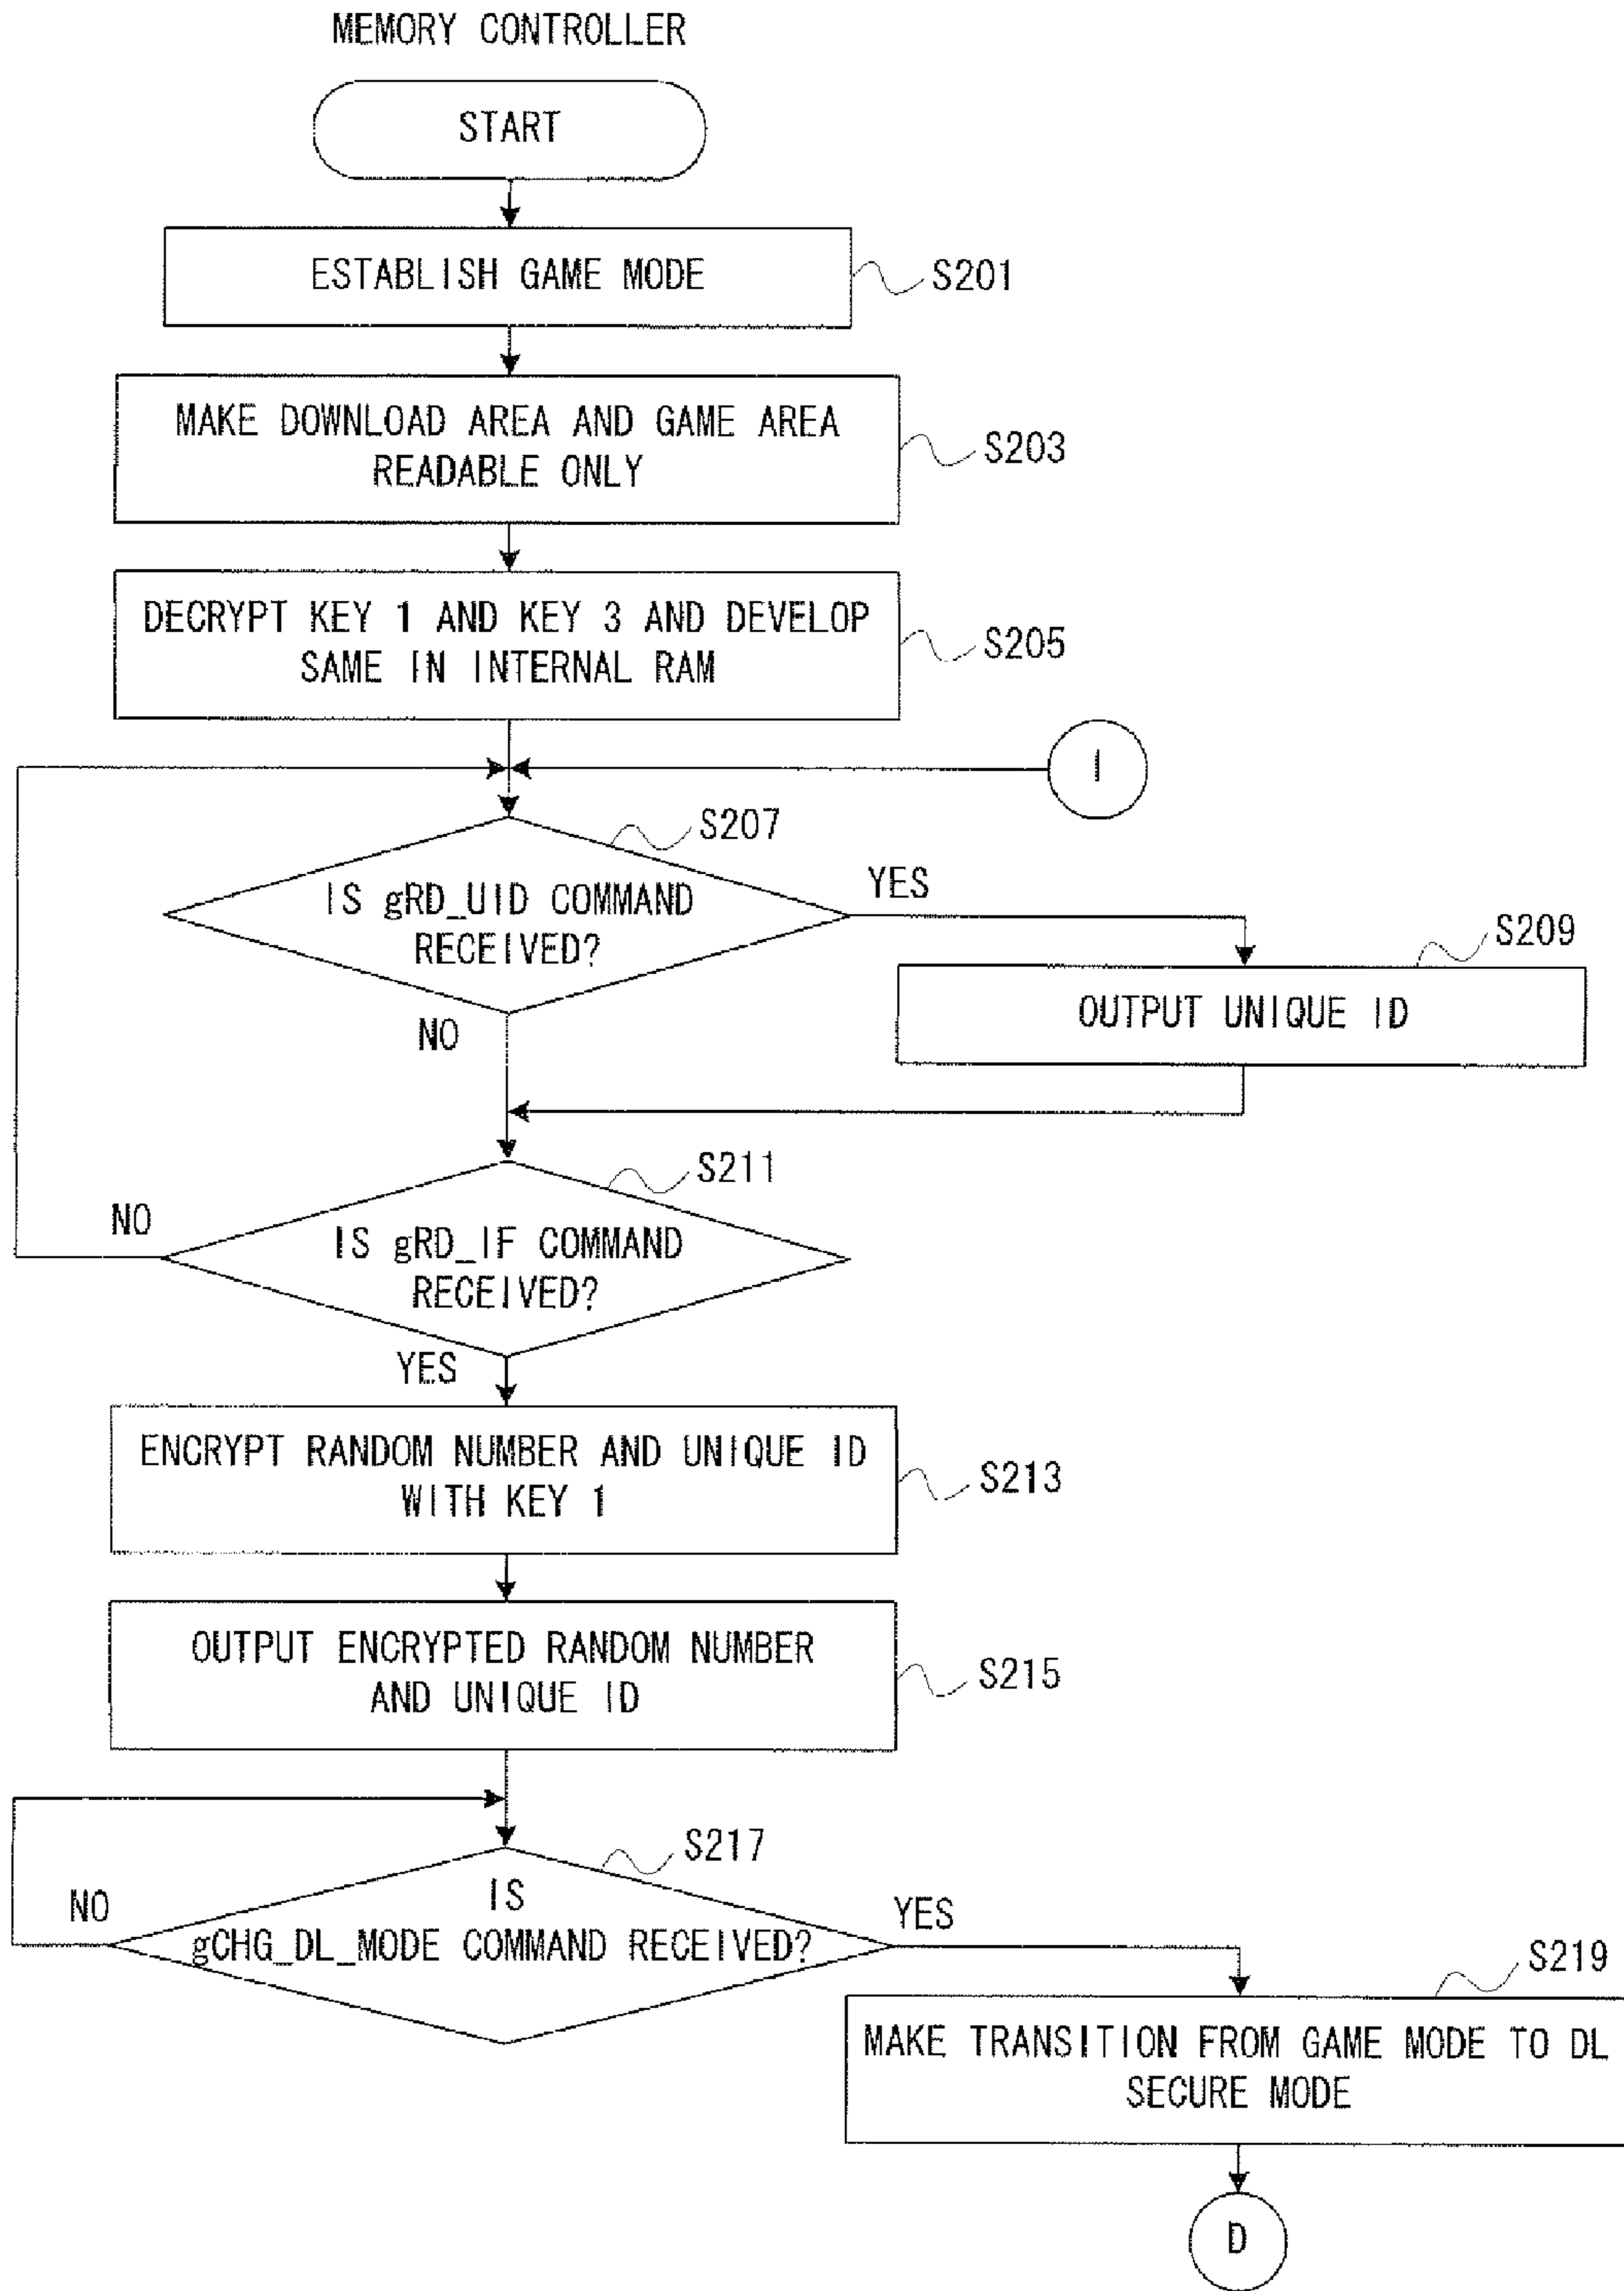 MEMORY CONTROLLER
START
ESTABLISH GAME MODE
S201
MAKE DOWNLOAD AREA AND GAME AREA
READABLE ONLY
S203
DECRYPT KEY 1 AND KEY 3 AND DEVELOP
SAME IN INTERNAL RAM
S205
I
S207
IS gRD_UID COMMAND
RECEIVED?
YES
NO
S209
OUTPUT UNIQUE ID
S211
IS gRD_IF COMMAND
RECEIVED?
NO
YES
ENCRYPT RANDOM NUMBER AND UNIQUE ID
WITH KEY 1
S213
OUTPUT ENCRYPTED RANDOM NUMBER
AND UNIQUE ID
S215
S217
IS
gCHG_DL_MODE COMMAND RECEIVED?
NO
YES
S219
MAKE TRANSITION FROM GAME MODE TO DL
SECURE MODE
D